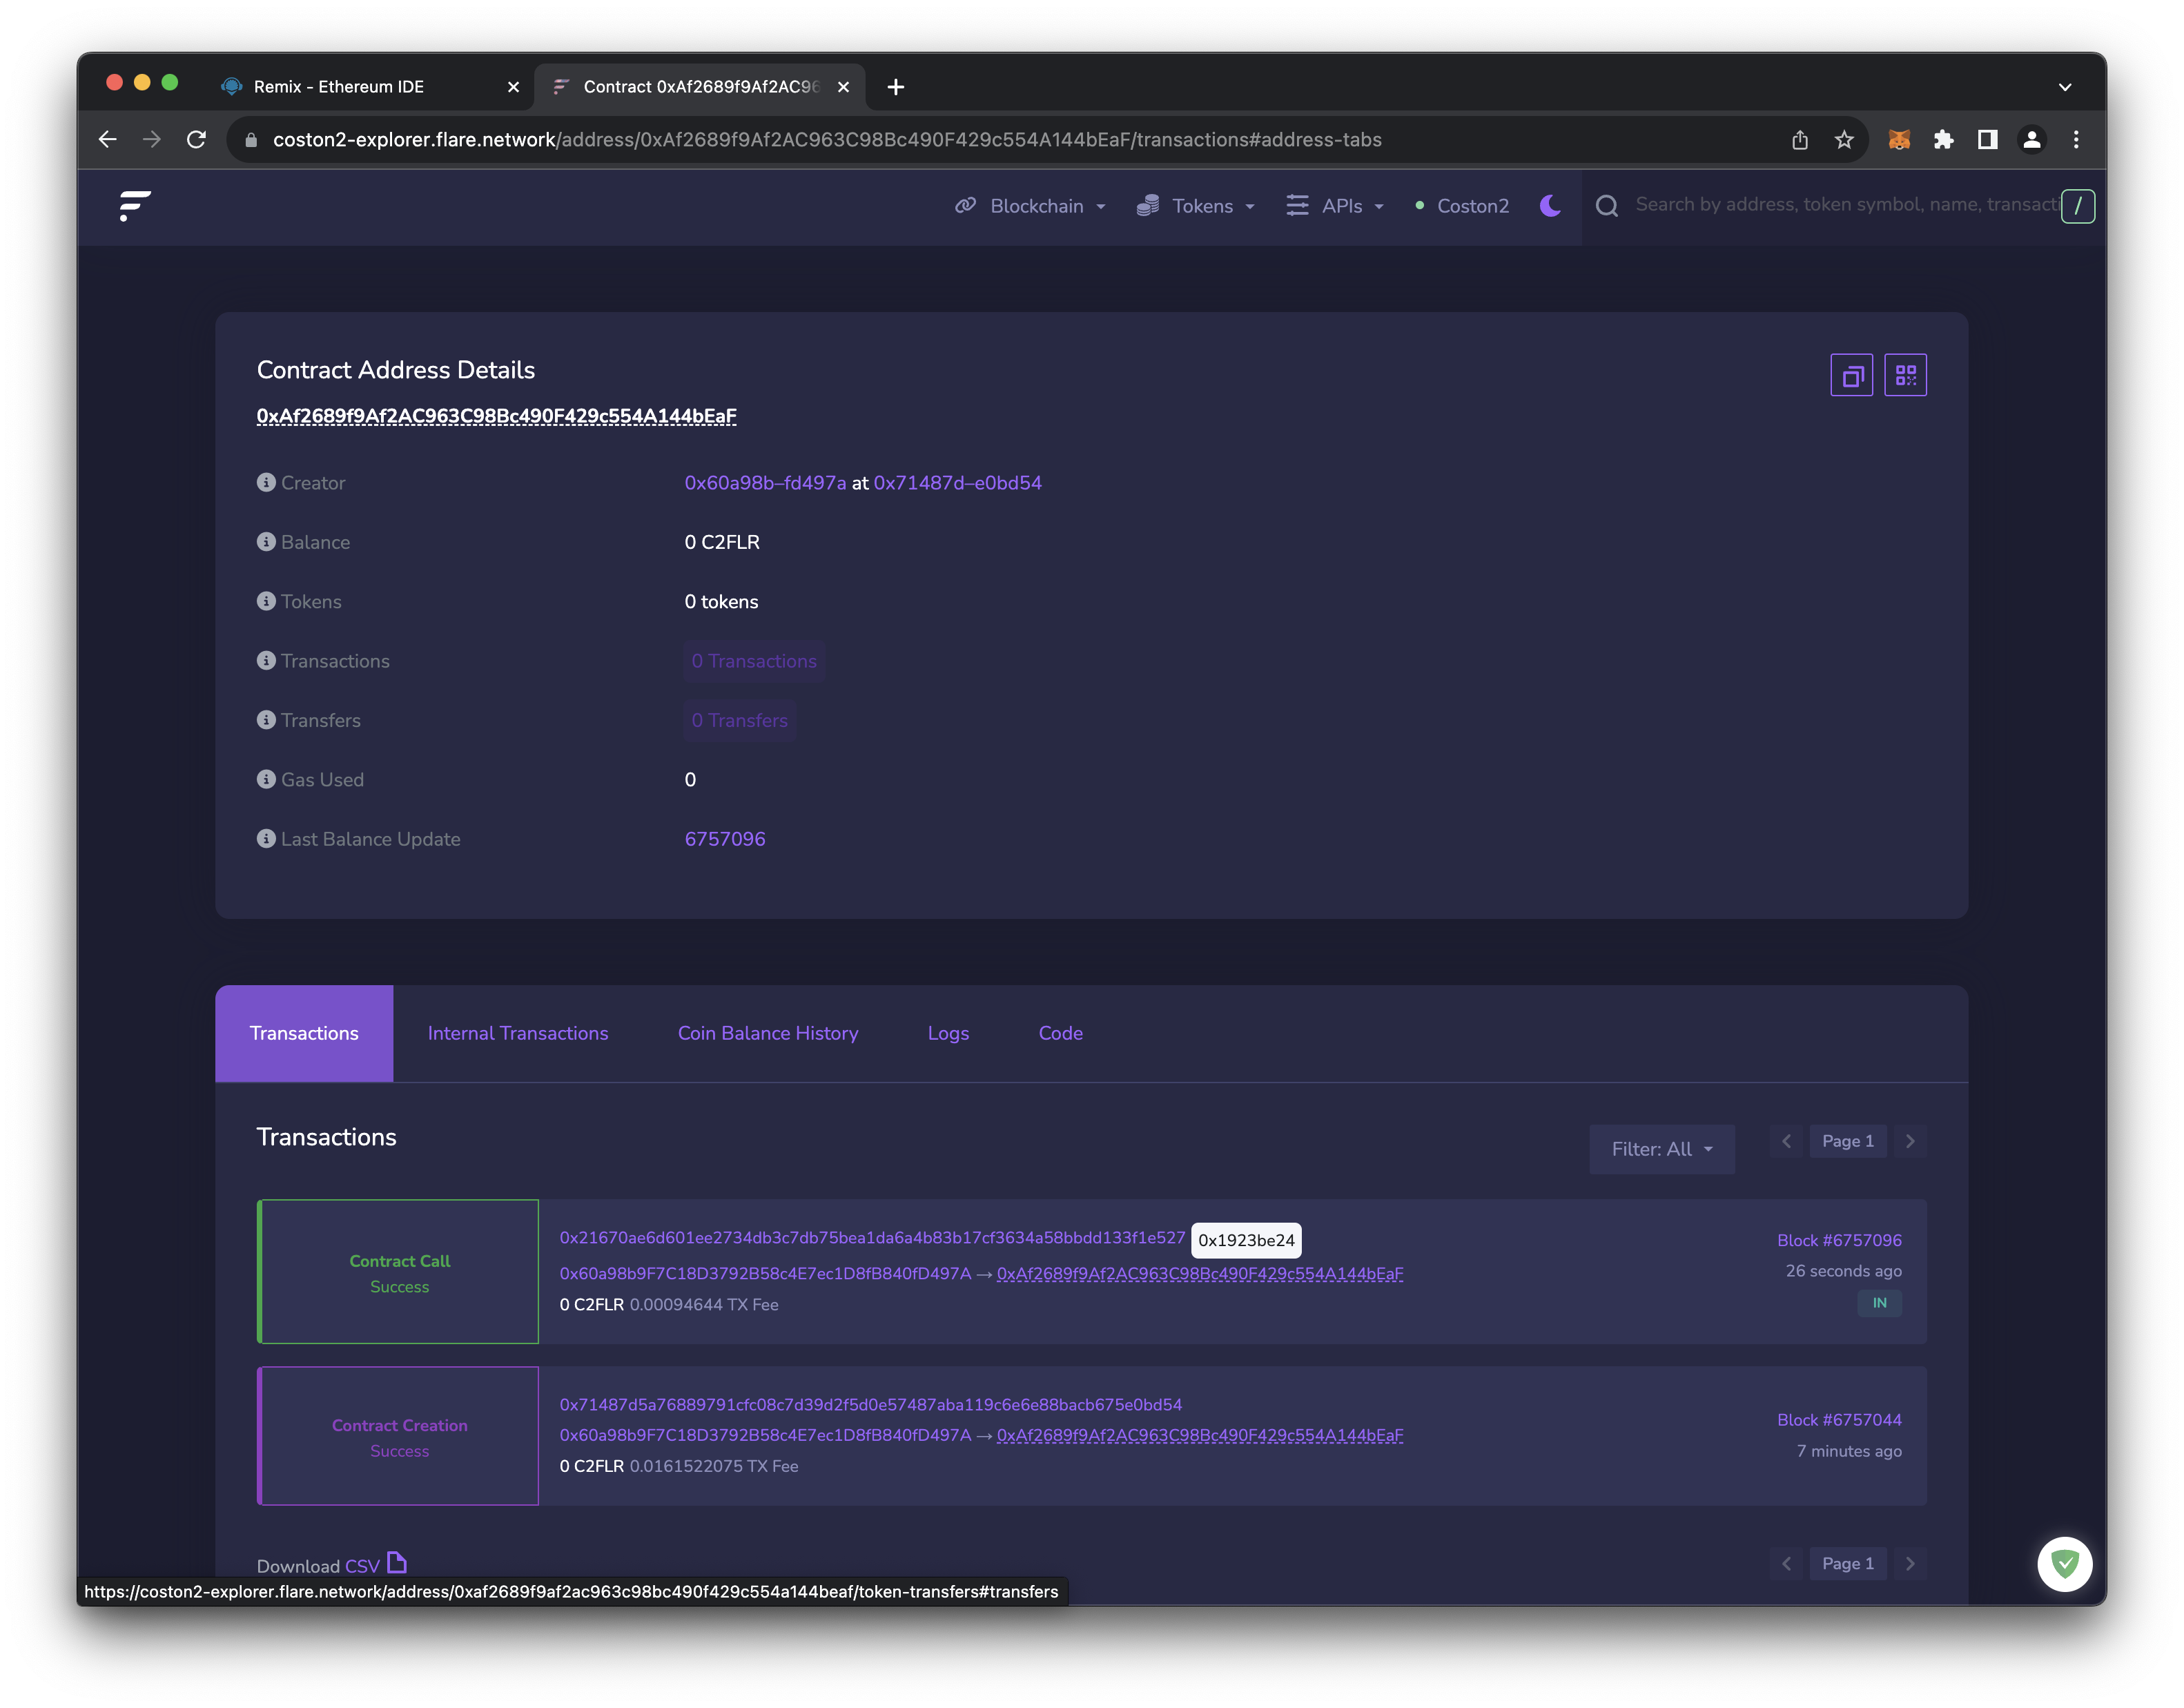 Remix - Ethereum IDE
Contract 0xAf2689f9Af2AC96
coston2-explorer.flare.network/address/0xAf2689f9Af2AC963C98Bc490F429c554A144bEaF/transactions#address-tabs
Blockchain
Tokens
APIs
Coston2
Search by address, token symbol, name, transacti
/
Contract Address Details
0xAf2689f9Af2AC963C98Bc490F429c554A144bEaF
Creator 0x60a98b–fd497a at 0x71487d–e0bd54
Balance 0 C2FLR
Tokens 0 tokens
Transactions 0 Transactions
Transfers 0 Transfers
Gas Used 0
Last Balance Update 6757096
Transactions
Internal Transactions
Coin Balance History
Logs
Code
Transactions
Filter: All
Page 1
Contract Call
Success
0x21670ae6d601ee2734db3c7db75bea1da6a4b83b17cf3634a58bbdd133f1e527 0x1923be24
0x60a98b9F7C18D3792B58c4E7ec1D8fB840fD497A → 0xAf2689f9Af2AC963C98Bc490F429c554A144bEaF
0 C2FLR 0.00094644 TX Fee
Block #6757096
26 seconds ago
IN
Contract Creation
Success
0x71487d5a76889791cfc08c7d39d2f5d0e57487aba119c6e6e88bacb675e0bd54
0x60a98b9F7C18D3792B58c4E7ec1D8fB840fD497A → 0xAf2689f9Af2AC963C98Bc490F429c554A144bEaF
0 C2FLR 0.0161522075 TX Fee
Block #6757044
7 minutes ago
Download CSV
Page 1
https://coston2-explorer.flare.network/address/0xaf2689f9af2ac963c98bc490f429c554a144beaf/token-transfers#transfers